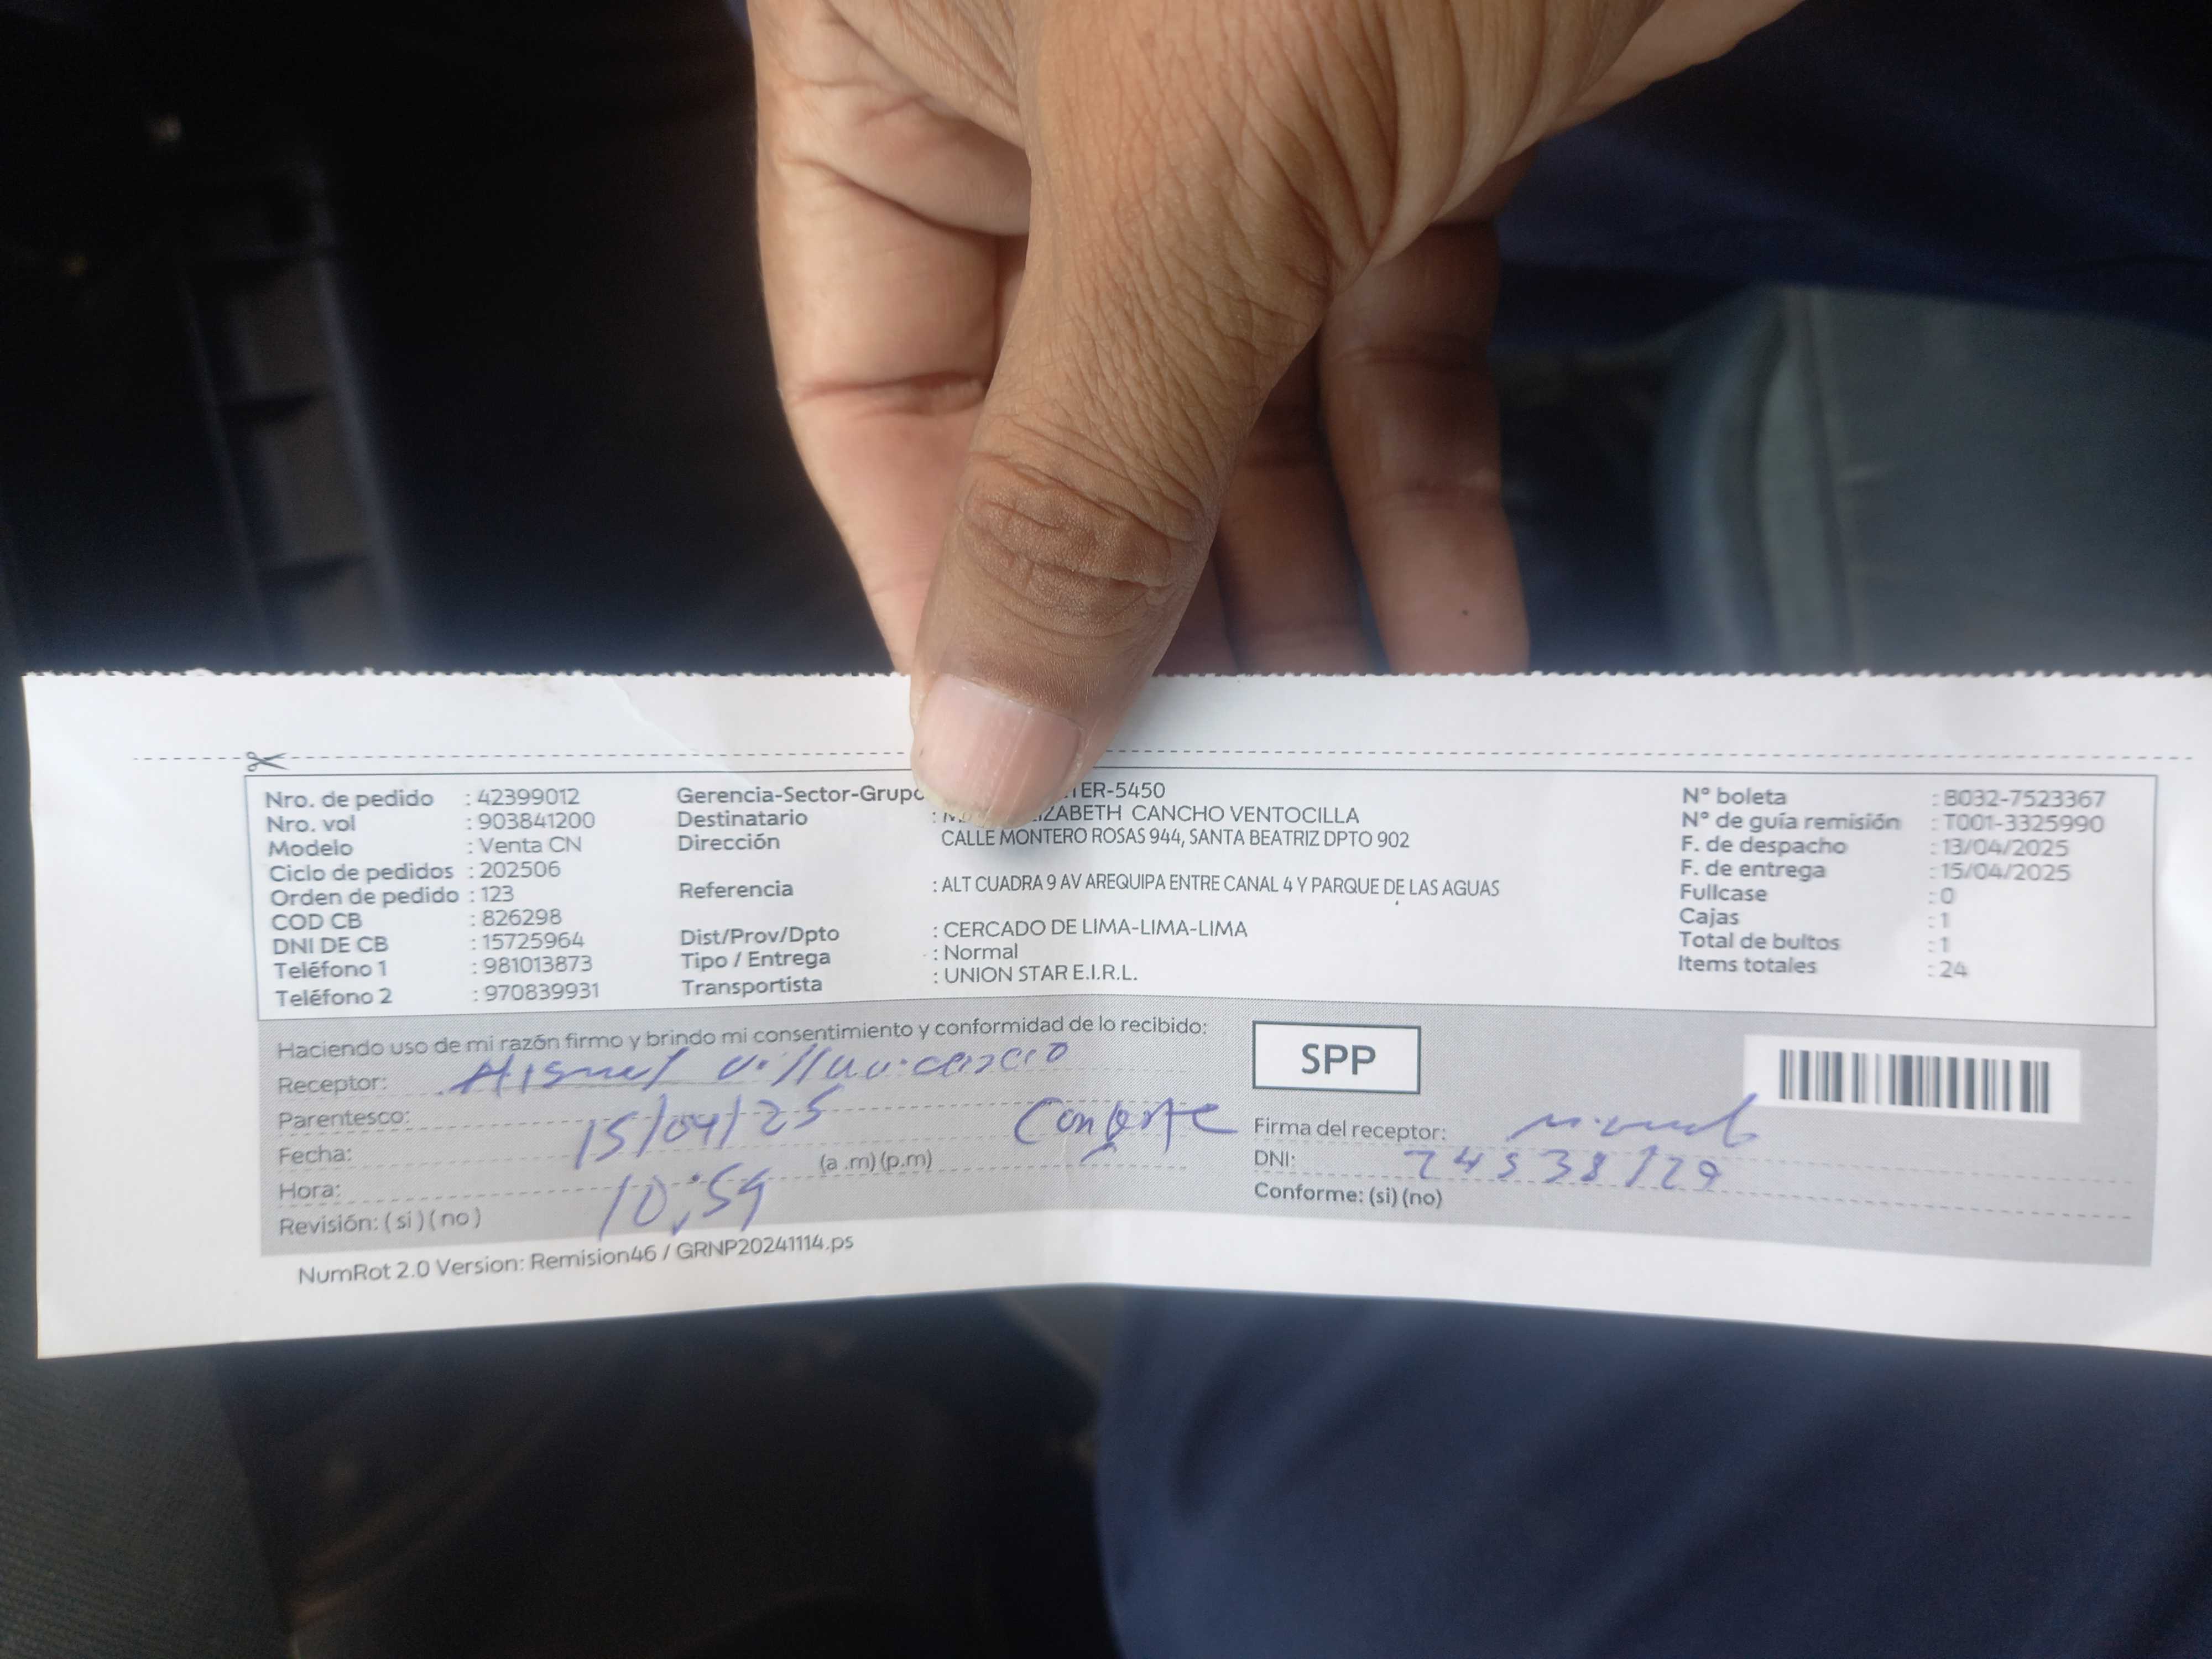 Nro. de pedido : 42399012
Nro. vol : 903841200
Modelo : Venta CN
Ciclo de pedidos : 202506
Orden de pedido : 123
COD CB : 826298
DNI DE CB : 15725964
Teléfono 1 : 981013873
Teléfono 2 : 970839931
Gerencia-Sector-Grupo TER-5450
Destinatario : IZABETH CANCHO VENTOCILLA
Dirección CALLE MONTERO ROSAS 944, SANTA BEATRIZ DPTO 902
Referencia : ALT CUADRA 9 AV AREQUIPA ENTRE CANAL 4 Y PARQUE DE LAS AGUAS
Dist/Prov/Dpto : CERCADO DE LIMA-LIMA-LIMA
Tipo / Entrega : Normal
Transportista : UNION STAR E.I.R.L.
N° boleta : B032-7523367
N° de guía remisión : T001-3325990
F. de despacho : 13/04/2025
F. de entrega : 15/04/2025
Fullcase : 0
Cajas : 1
Total de bultos : 1
Items totales : 24
Haciendo uso de mi razón firmo y brindo mi consentimiento y conformidad de lo recibido:
Receptor: Miguel Villavicencio
Parentesco:
Fecha: 15/04/25
Hora: 10:59 (a .m) (p.m)
Revisión: ( si ) ( no )
SPP
Firma del receptor:
DNI:
Conforme: (si) (no)
NumRot 2.0 Version: Remision46 / GRNP20241114.ps